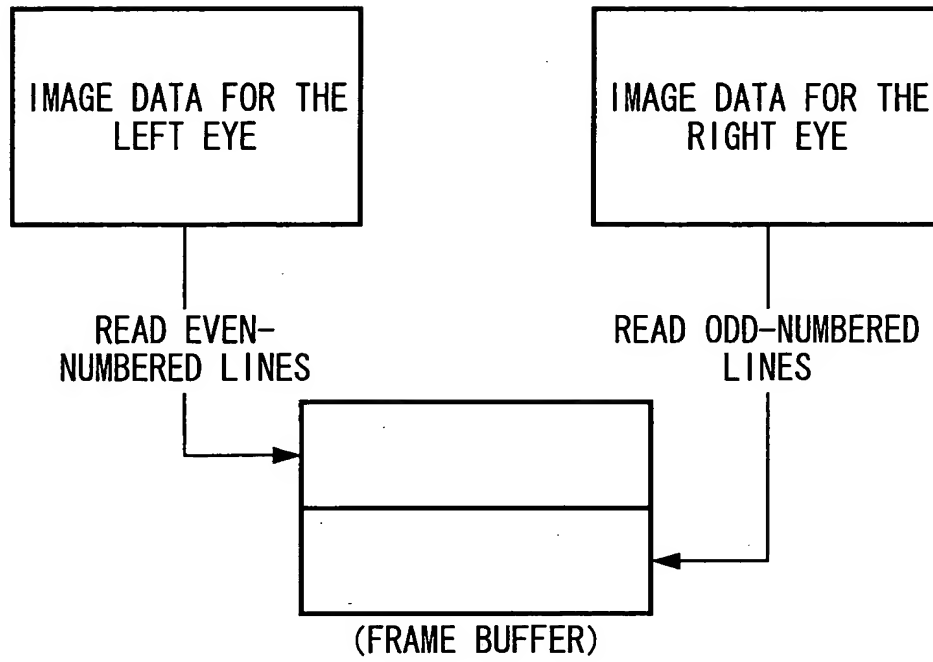 IMAGE DATA FOR THE
LEFT EYE
IMAGE DATA FOR THE
RIGHT EYE
READ EVEN-
NUMBERED LINES
READ ODD-NUMBERED
LINES
(FRAME BUFFER)